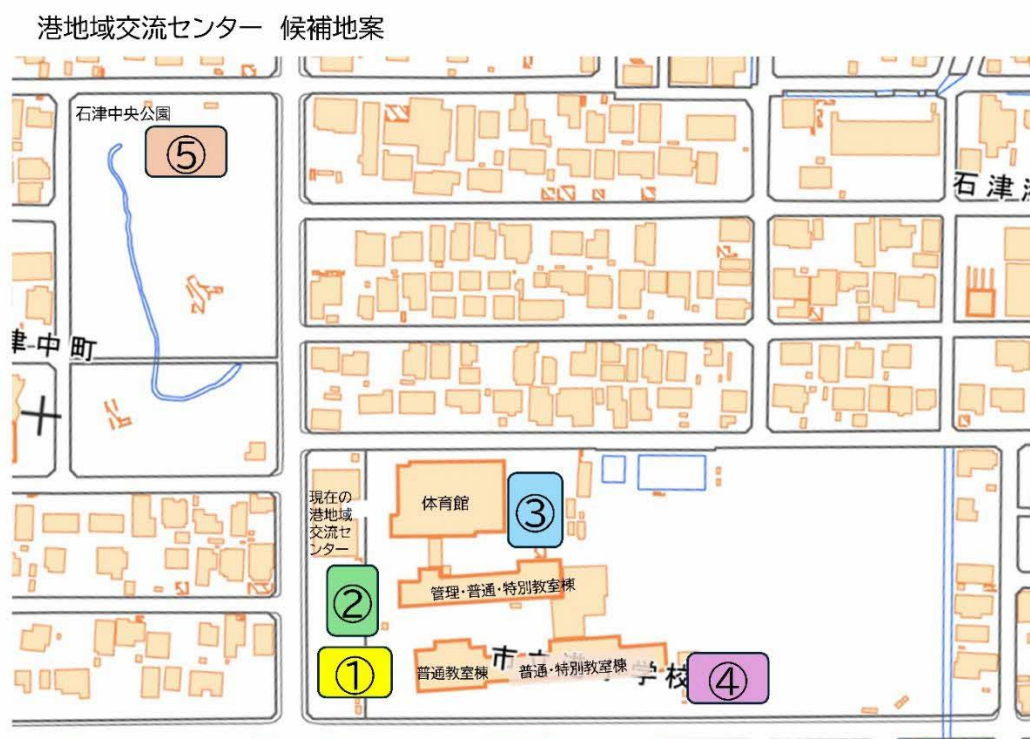 港地域交流センター 候補地案
石津中央公園
⑤
石津港
津中町
現在の
港地域
交流セ
ンター
体育館
③
管理・普通・特別教室棟
②
①
普通教室棟
普通・特別教室棟
④